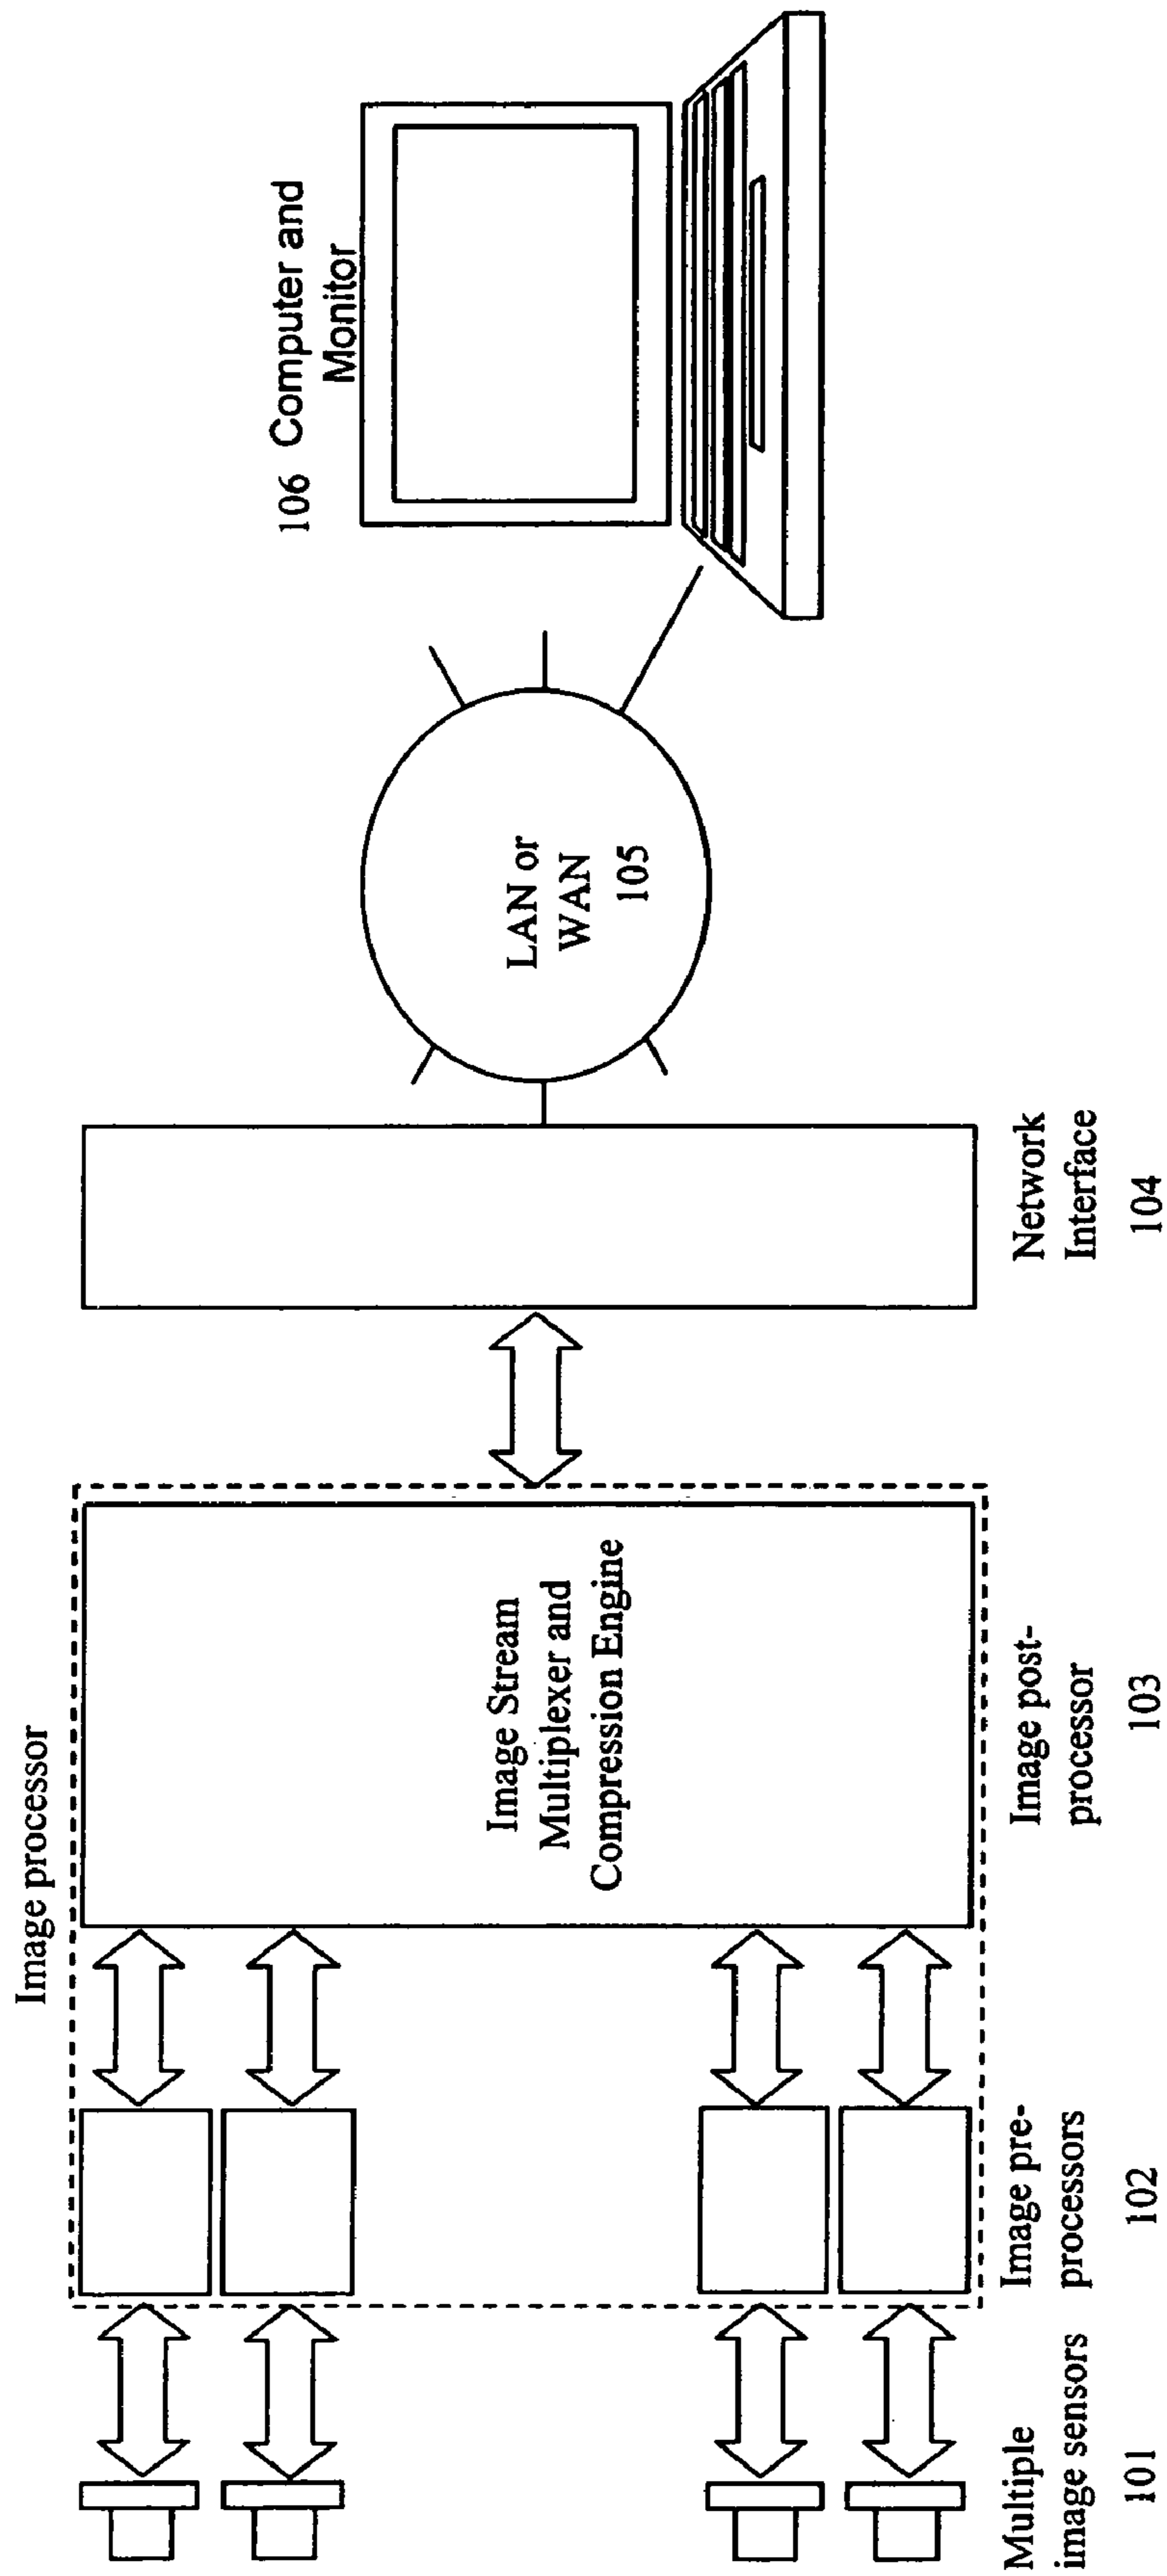 Image processor
106 Computer and
Monitor
LAN or
WAN
105
Image Stream
Multiplexer and
Compression Engine
Multiple
image sensors
101
Image pre-
processors
102
Image post-
processor
103
Network
Interface
104